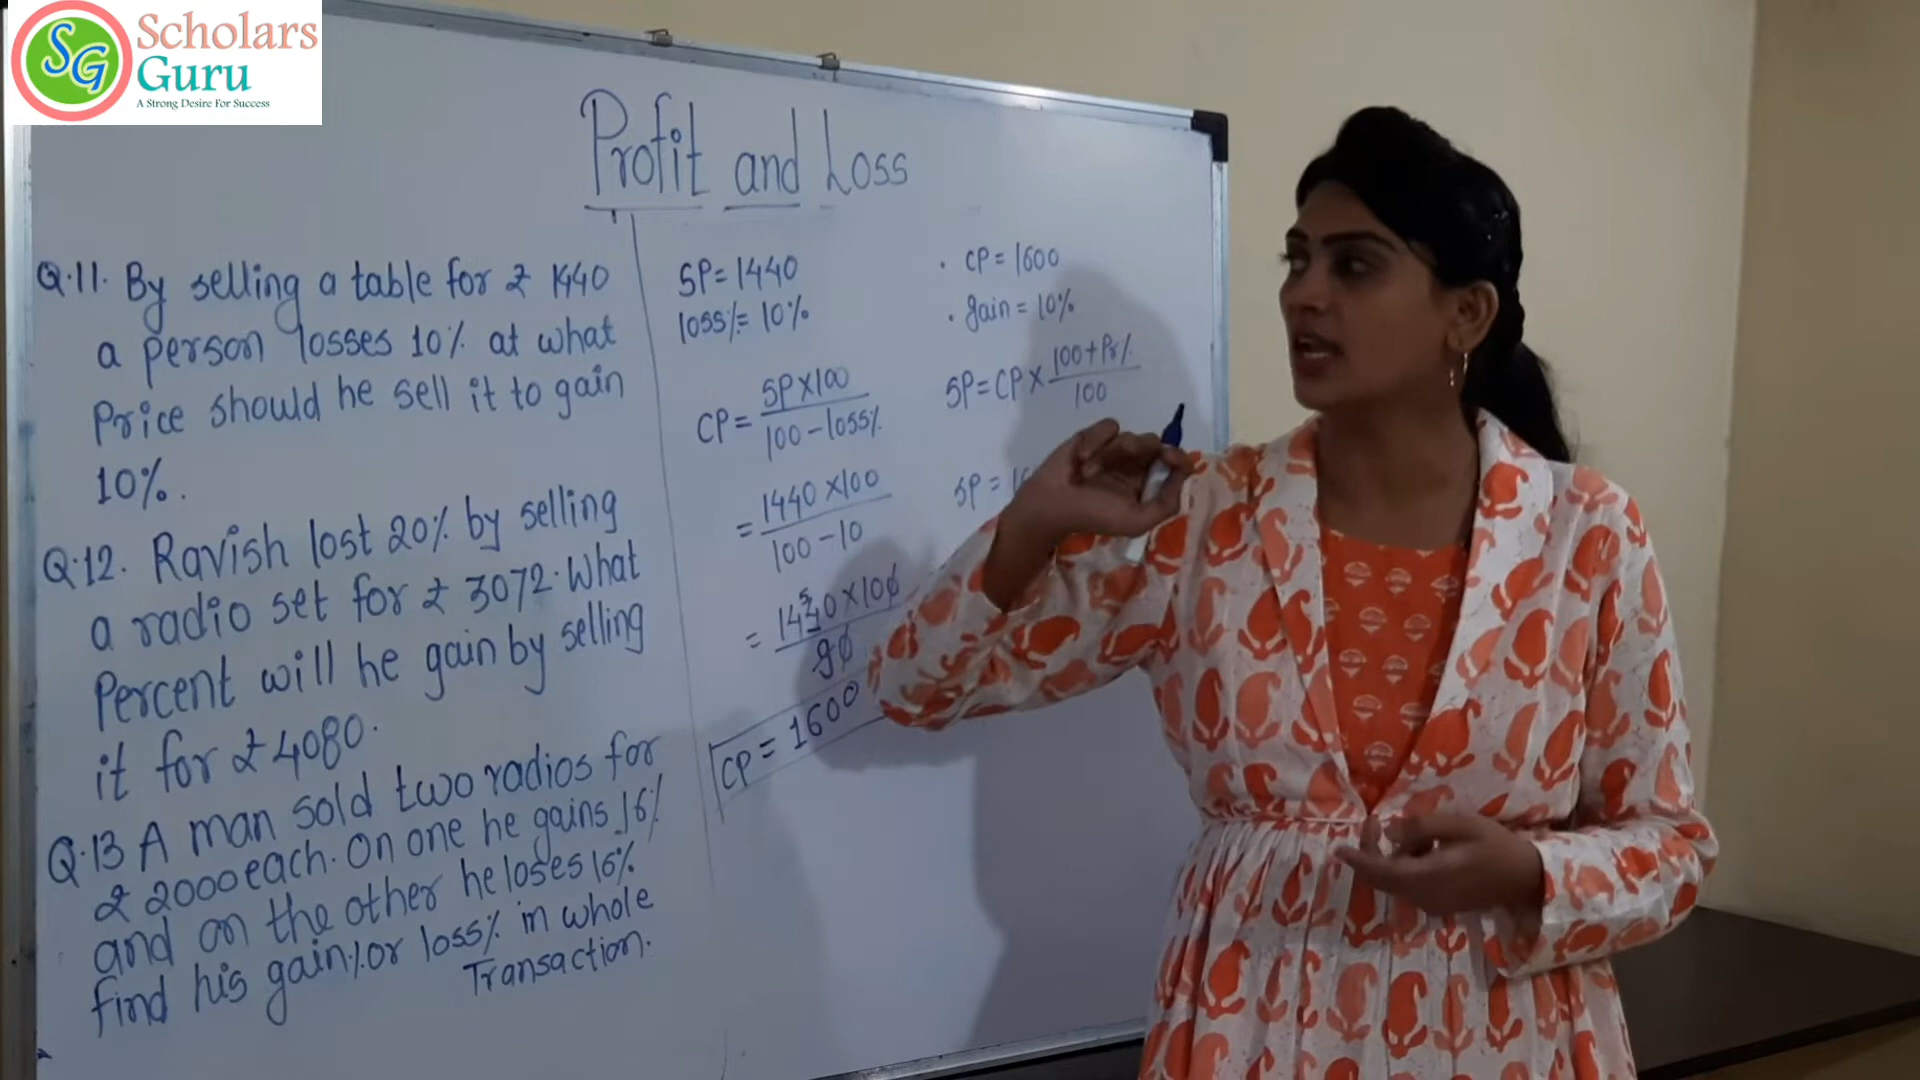 Scholars
Guru
A Strong Desire For Success
SG
Profit and Loss
Q.11. By selling a table for ₹ 1440
a person losses 10% at what
Price should he sell it to gain
10%.
Q.12. Ravish lost 20% by selling
a radio set for ₹ 3072. What
Percent will he gain by selling
it for ₹ 4080.
Q.13 A man sold two radios for
₹ 2000 each. On one he gains 16%
and on the other he loses 16%
find his gain% or loss% in whole
Transaction.
SP = 1440
loss% = 10%
CP = SP×100
100 - loss%
= 1440 ×100
100 - 10
= 1440 × 100
90
CP = 1600
• CP = 1600
• gain = 10%
SP = CP × 100 + Pr%
100
SP =